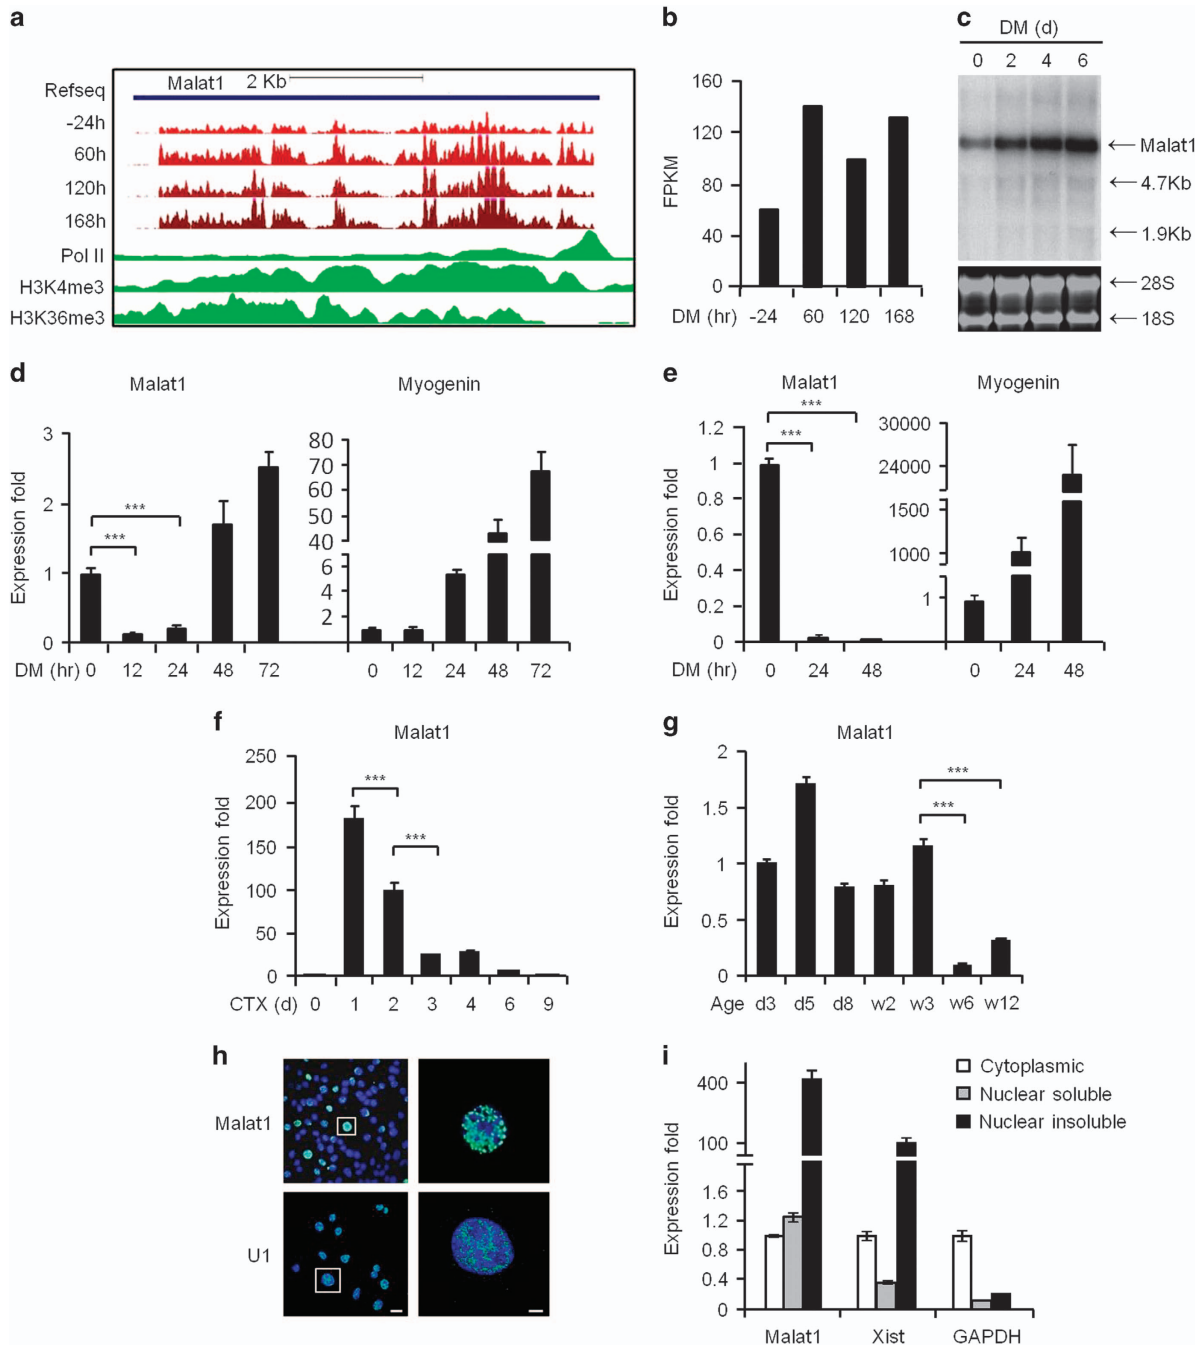 a
Malat1 2 Kb
Refseq
-24h
60h
120h
168h
Pol II
H3K4me3
H3K36me3
b
FPKM
160
120
80
40
0
DM (hr) -24 60 120 168
c
DM (d)
0 2 4 6
←Malat1
←4.7Kb
←1.9Kb
←28S
←18S
d
Malat1
Expression fold
3
2
1
0
***
***
DM (hr) 0 12 24 48 72
Myogenin
80
70
60
50
40
6
4
2
0 12 24 48 72
e
Malat1
Expression fold
1.2
1
0.8
0.6
0.4
0.2
0
***
***
DM (hr) 0 24 48
Myogenin
30000
24000
1500
1000
1
0 24 48
f
Malat1
Expression fold
250
200
150
100
50
0
***
***
CTX (d) 0 1 2 3 4 6 9
g
Malat1
Expression fold
2
1.5
1
0.5
0
***
***
Age d3 d5 d8 w2 w3 w6 w12
h
Malat1
U1
i
Cytoplasmic
Nuclear soluble
Nuclear insoluble
Expression fold
400
100
1.6
1.2
0.8
0.4
0
Malat1 Xist GAPDH